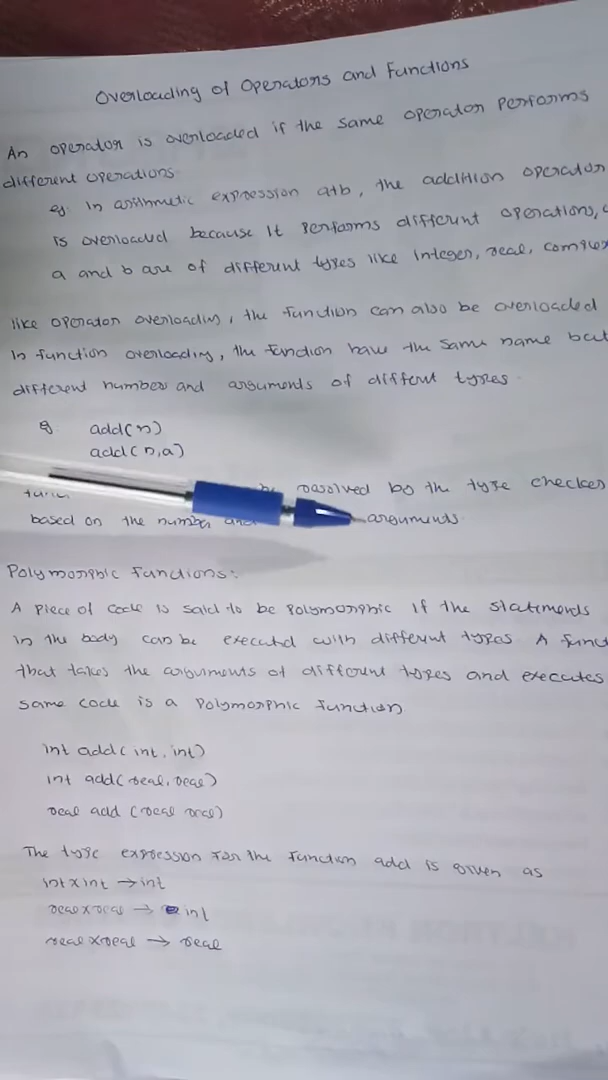 Overloading of Operators and Functions
An operator is overloaded if the same operator performs
different operations.
eg: In arithmetic expression a+b, the addition operator
is overloaded because it performs different operations,
a and b are of different types like Integer, real, complex
like operator overloading, the function can also be overloaded
In function overloading, the function have the same name but
different number and arguments of different types.
eg. add(n)
add(n,a)
be resolved by the type checker
based on the number and arguments.
Polymorphic functions:
A piece of code is said to be polymorphic if the statements
in the body can be executed with different types. A
that takes the arguments of different types and executes
same code is a polymorphic function.
int add(int, int)
int add(real, real)
real add (real real)
The type expression for the function add is given as
int x int → int
real x real → int
real x real → real